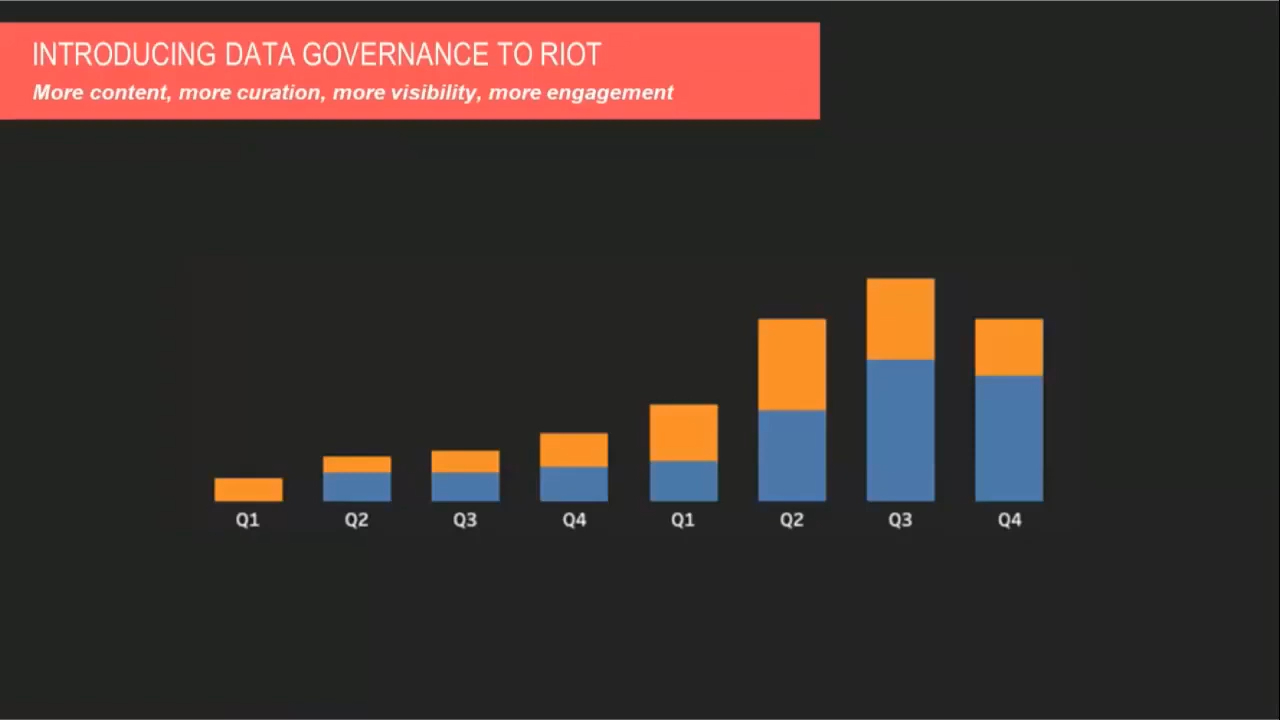 INTRODUCING DATA GOVERNANCE TO RIOT
More content, more curation, more visibility, more engagement
Q1 Q2 Q3 Q4 Q1 Q2 Q3 Q4